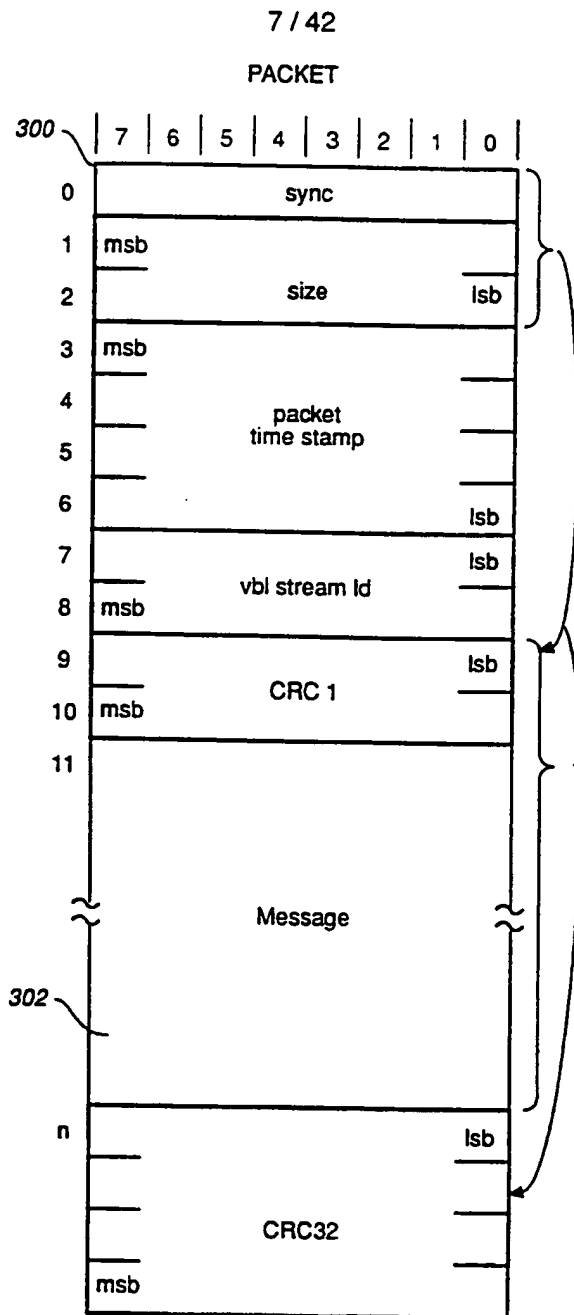 7 / 42
PACKET
300
7 6 5 4 3 2 1 0
0 sync
1 msb
2 size lsb
3 msb
4 packet
time stamp
5
6 lsb
7 lsb
vbl stream Id
8 msb
9 lsb
CRC 1
10 msb
11
Message
302
n lsb
CRC32
msb